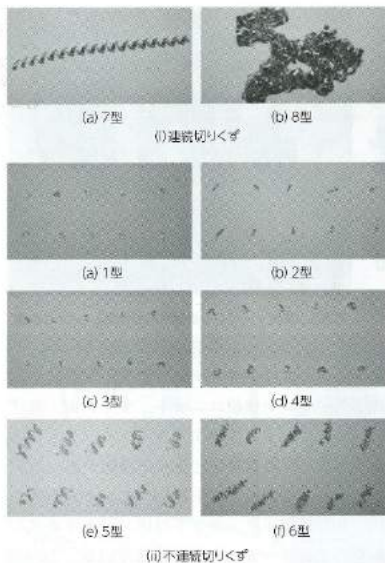 (a) 7型 (b) 8型
(i)連続切りくず
(a) 1型 (b) 2型
(c) 3型 (d) 4型
(e) 5型 (f) 6型
(ii)不連続切りくず